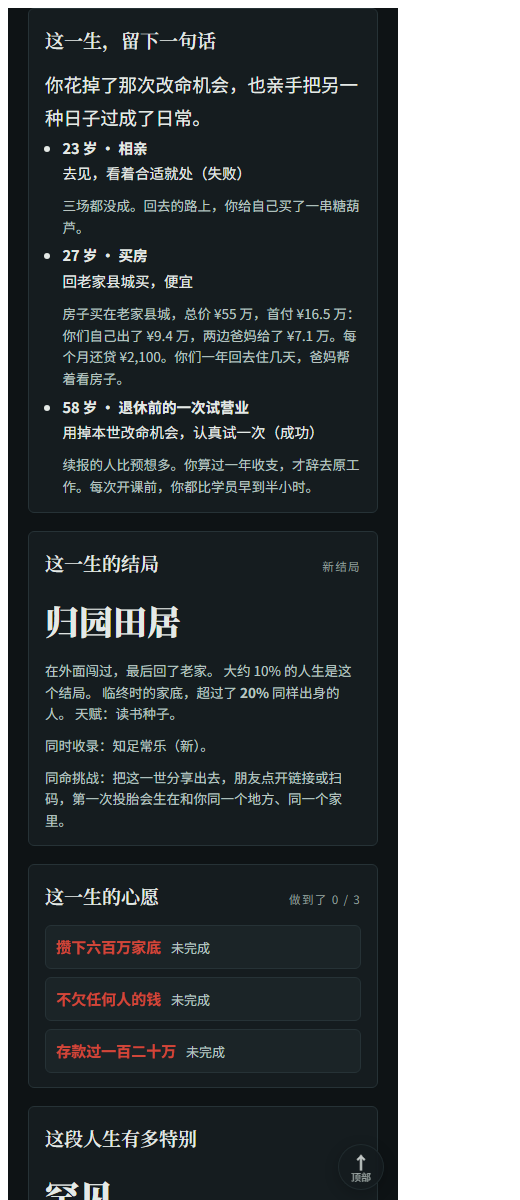 这一生，留下一句话
你花掉了那次改命机会，也亲手把另一
种日子过成了日常。
23 岁 · 相亲
去见，看着合适就处（失败）
三场都没成。回去的路上，你给自己买了一串糖葫
芦。
27 岁 · 买房
回老家县城买，便宜
房子买在老家县城，总价 ¥55 万，首付 ¥16.5 万：
你们自己出了 ¥9.4 万，两边爸妈给了 ¥7.1 万。每
个月还贷 ¥2,100。你们一年回去住几天，爸妈帮
着看房子。
58 岁 · 退休前的一次试营业
用掉本世改命机会，认真试一次（成功）
续报的人比预想多。你算过一年收支，才辞去原工
作。每次开课前，你都比学员早到半小时。
这一生的结局
新结局
归园田居
在外面闯过，最后回了老家。 大约 10% 的人生是这
个结局。 临终时的家底，超过了 20% 同样出身的
人。 天赋：读书种子。
同时收录：知足常乐（新）。
同命挑战：把这一世分享出去，朋友点开链接或扫
码，第一次投胎会生在和你同一个地方、同一个家
里。
这一生的心愿
做到了 0 / 3
攒下六百万家底 未完成
不欠任何人的钱 未完成
存款过一百二十万 未完成
这段人生有多特别
↑
顶部